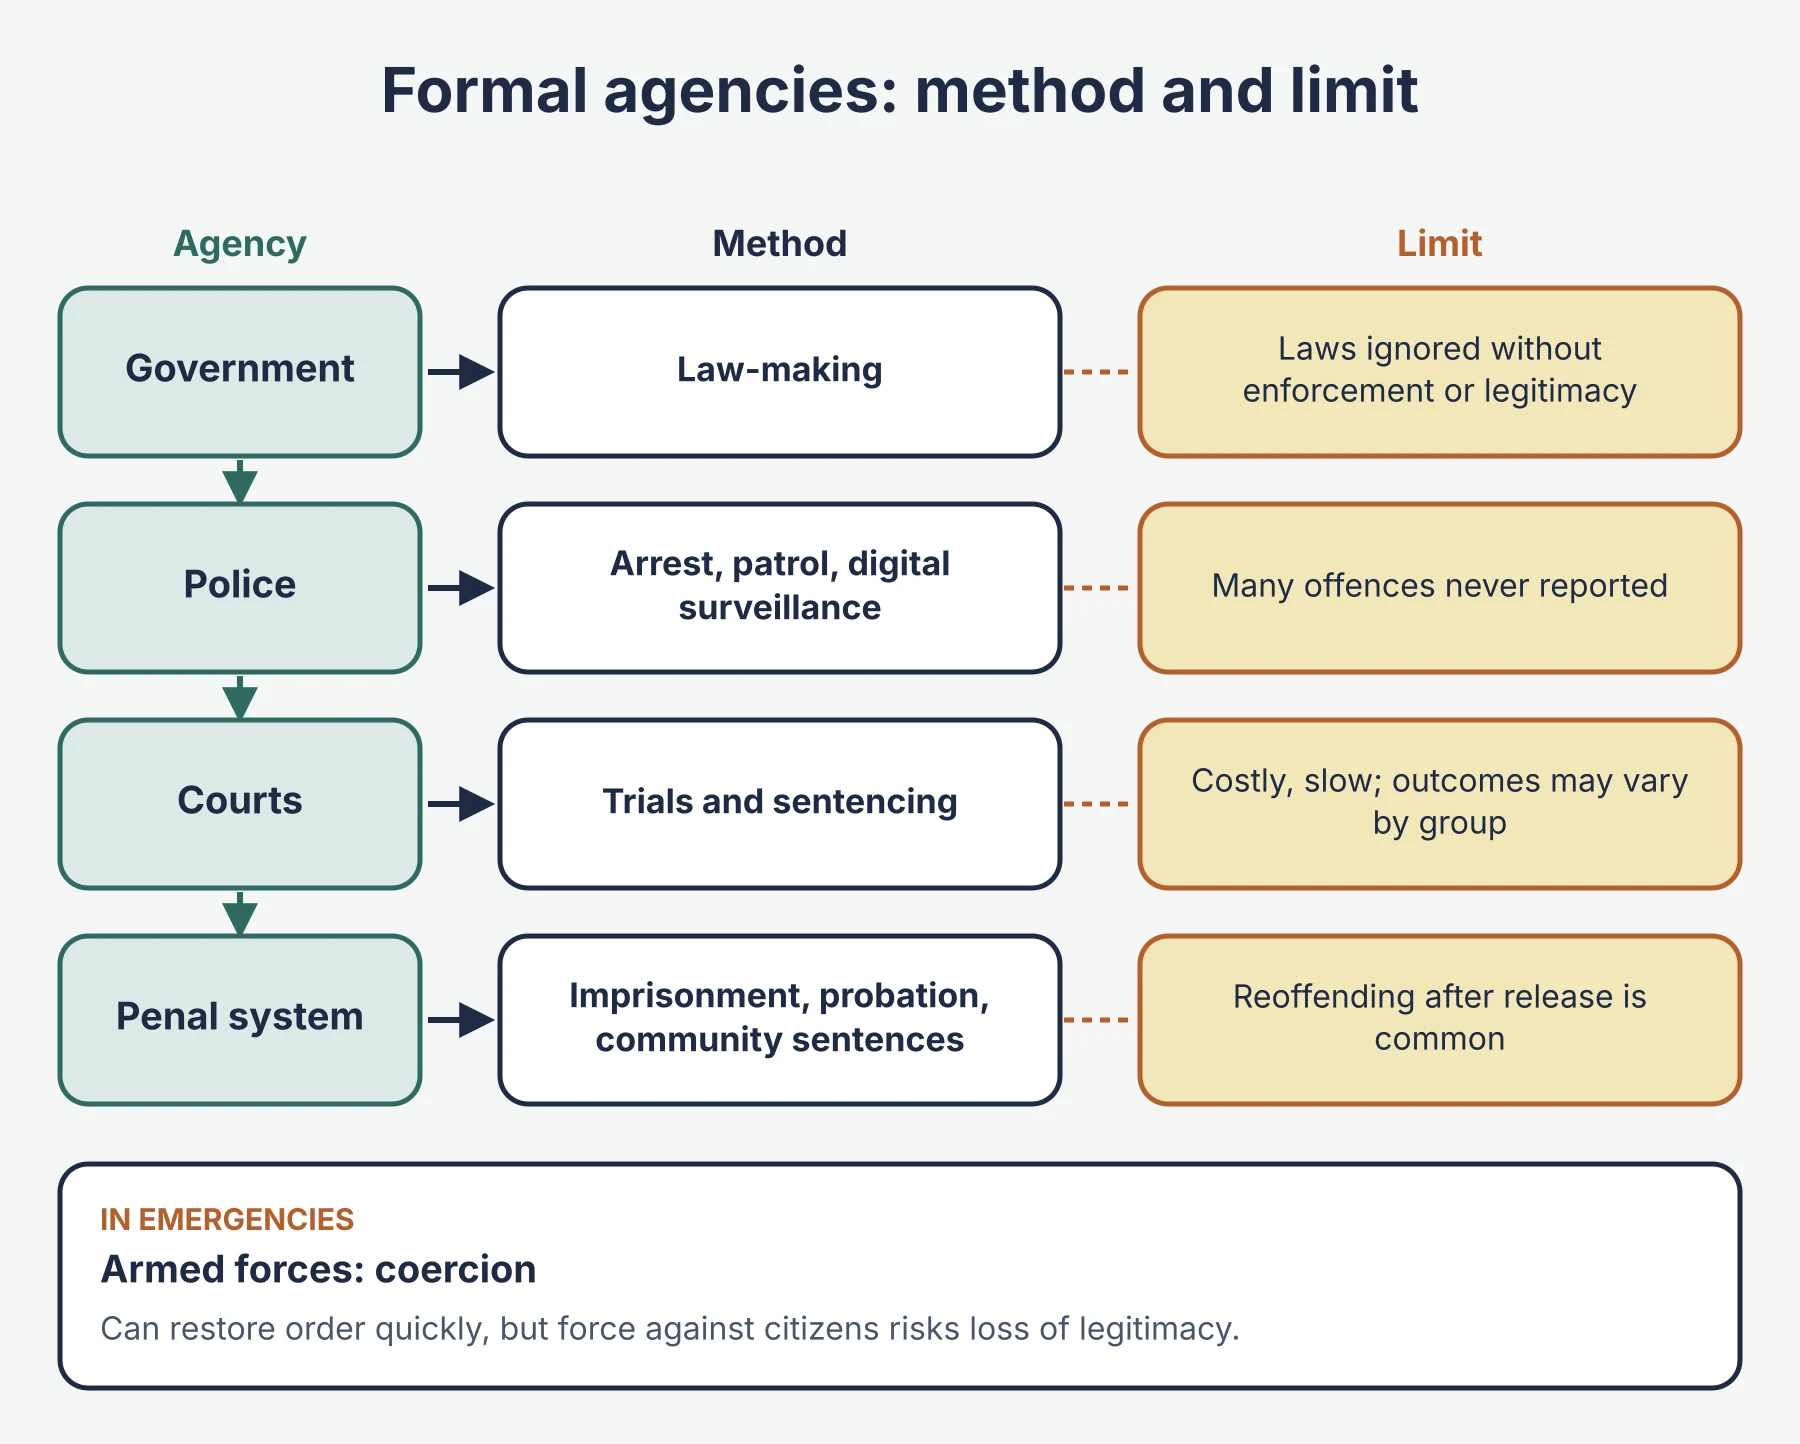 Formal agencies: method and limit
Agency
Method
Limit
Government
Law-making
Laws ignored without
enforcement or legitimacy
Police
Arrest, patrol, digital
surveillance
Many offences never reported
Courts
Trials and sentencing
Costly, slow; outcomes may vary
by group
Penal system
Imprisonment, probation,
community sentences
Reoffending after release is
common
IN EMERGENCIES
Armed forces: coercion
Can restore order quickly, but force against citizens risks loss of legitimacy.